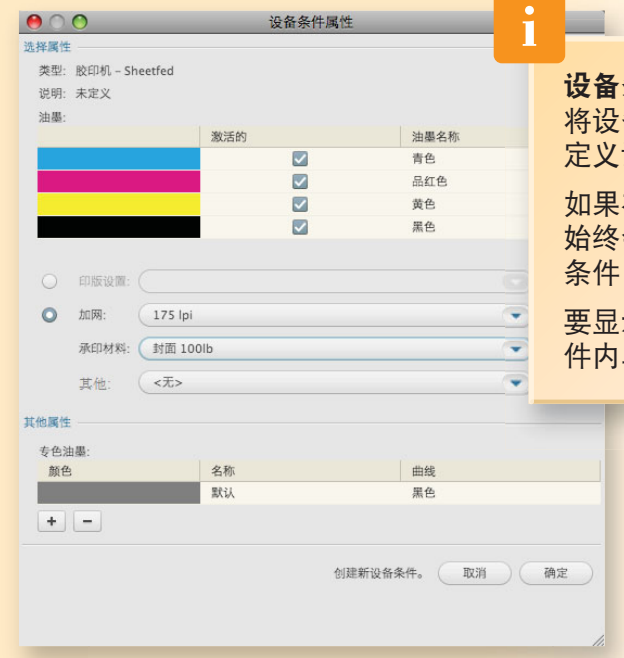 设备条件属性
选择属性
类型: 胶印机 – Sheetfed
说明: 未定义
油墨:
激活的 油墨名称
青色
品红色
黄色
黑色
印版设置:
加网: 175 lpi
承印材料: 封面 100lb
其他: <无>
其他属性
专色油墨:
颜色 名称 曲线
默认 黑色
+ −
创建新设备条件。 取消 确定
i
设备
将设
定义
如果
始终
条件
要显
件内